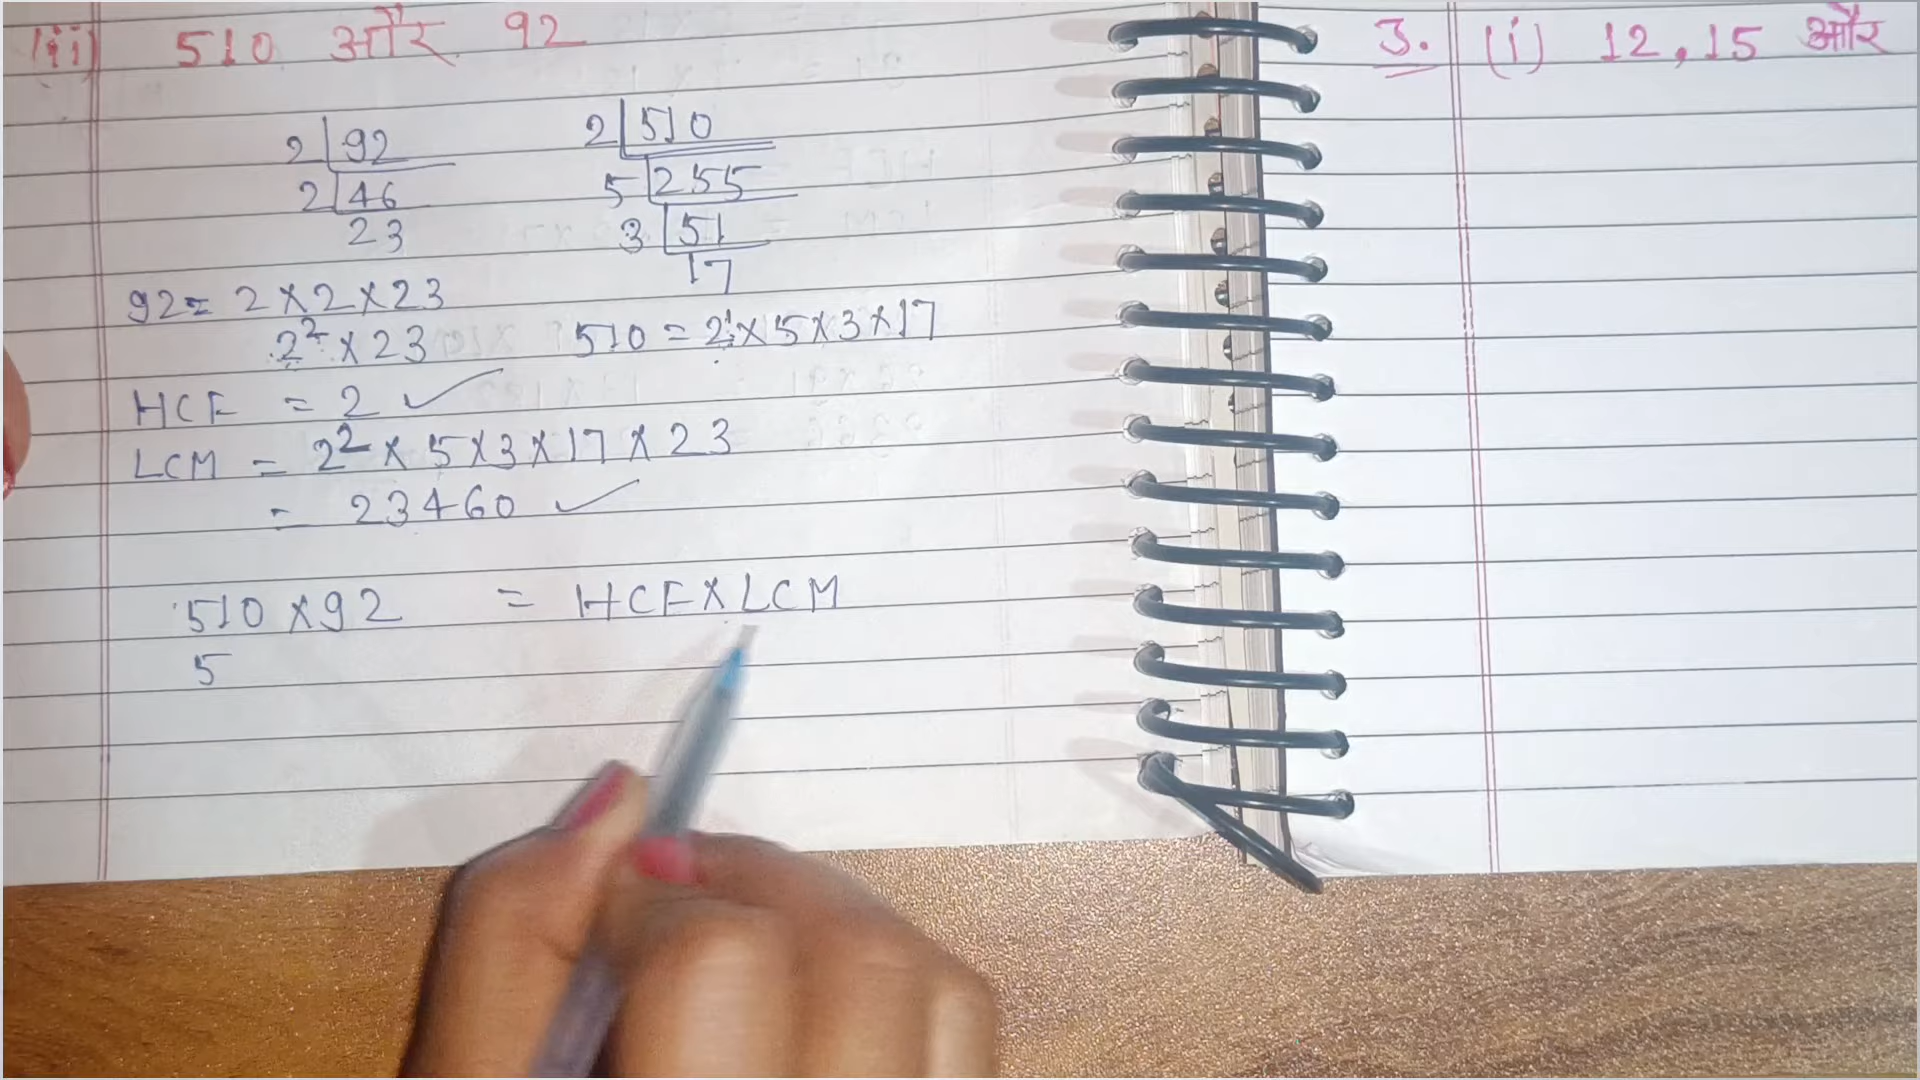 (ii) 510 और 92
2 92
2 46
23
2 510
5 255
3 51
17
92 = 2 × 2 × 23
2² × 23
510 = 2¹ × 5 × 3 × 17
HCF = 2 ✓
LCM = 2² × 5 × 3 × 17 × 23
= 23460 ✓
510 × 92 = HCF × LCM
5
3. (i) 12, 15 और